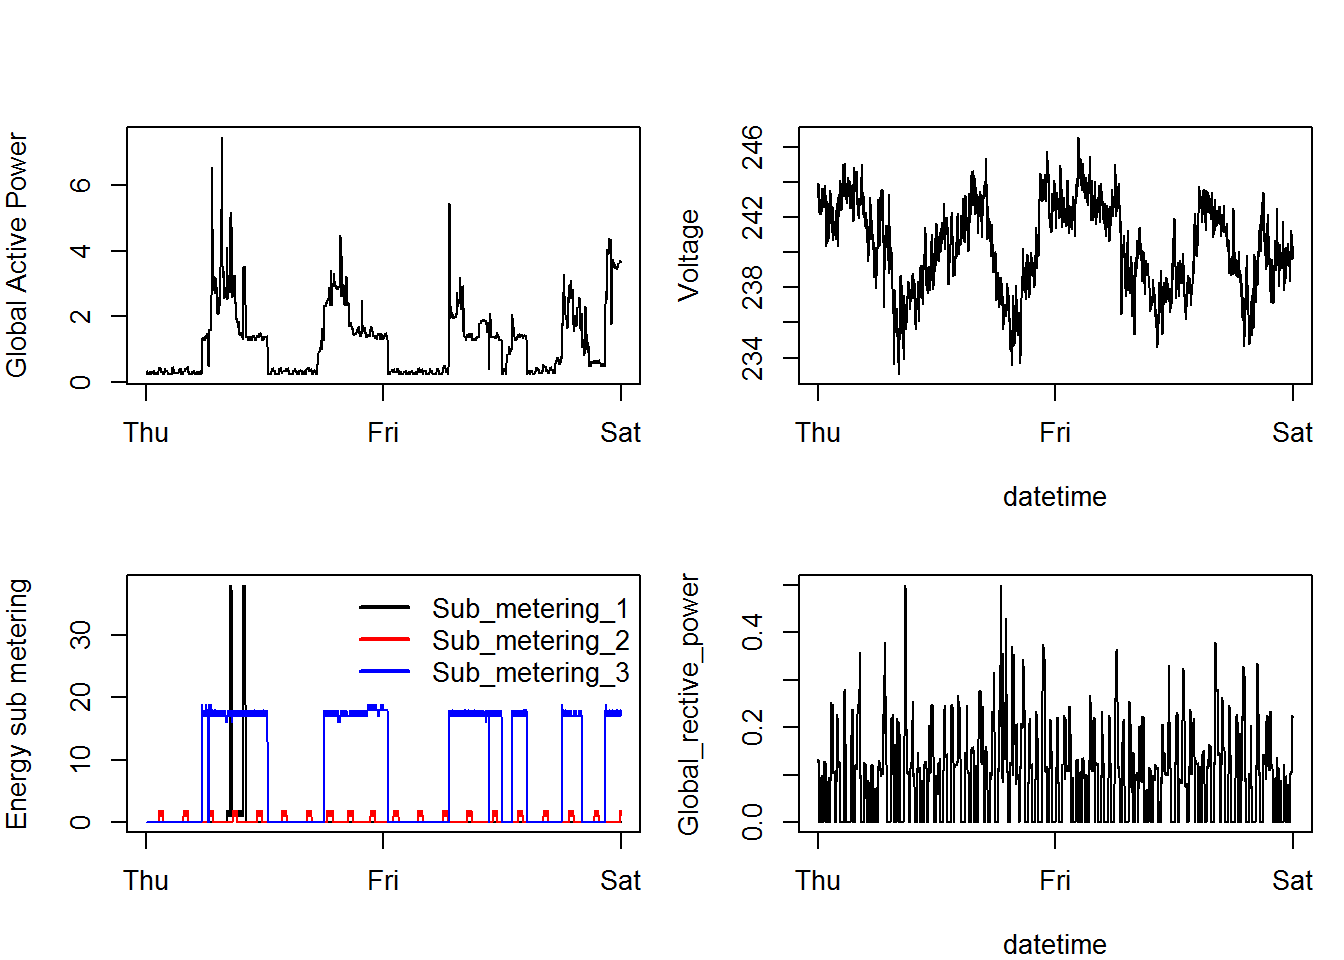 Global Active Power
6
4
2
0
Thu Fri Sat
Voltage
246
242
238
234
Thu Fri Sat
datetime
Energy sub metering
30
20
10
0
Sub_metering_1
Sub_metering_2
Sub_metering_3
Thu Fri Sat
Global_rective_power
0.4
0.2
0.0
Thu Fri Sat
datetime